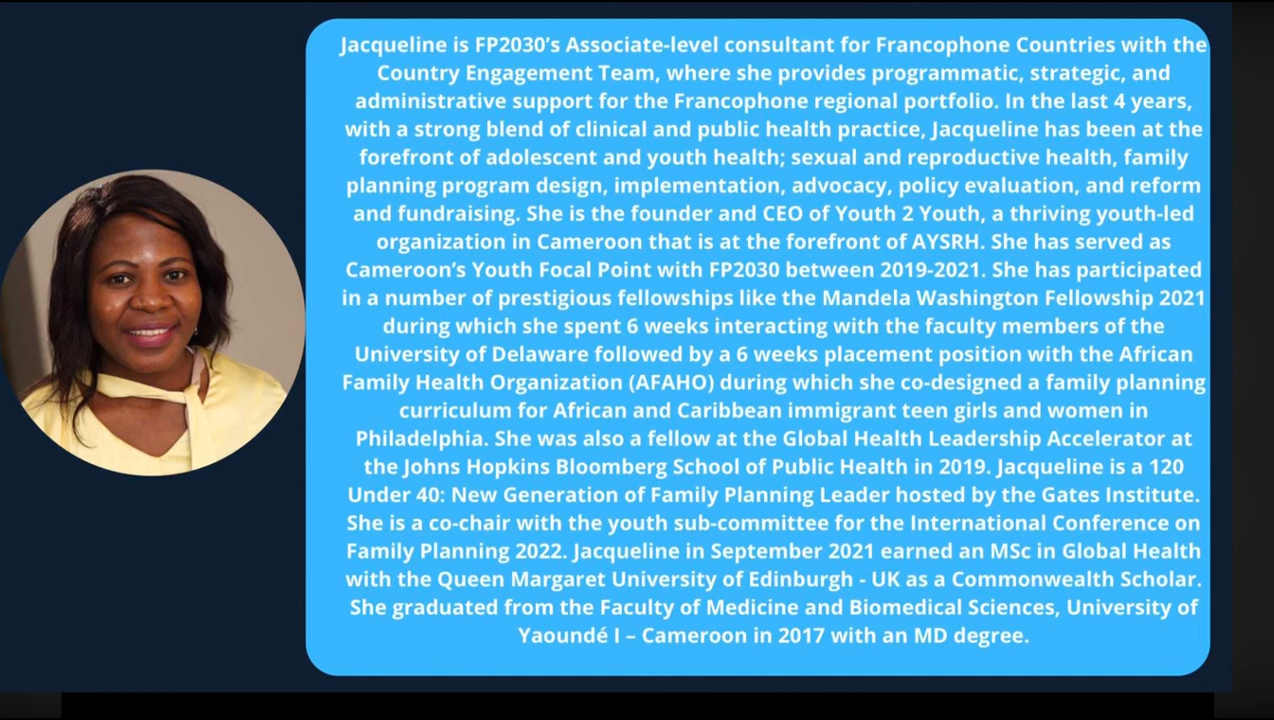 Jacqueline is FP2030's Associate-level consultant for Francophone Countries with the
Country Engagement Team, where she provides programmatic, strategic, and
administrative support for the Francophone regional portfolio. In the last 4 years,
with a strong blend of clinical and public health practice, Jacqueline has been at the
forefront of adolescent and youth health; sexual and reproductive health, family
planning program design, implementation, advocacy, policy evaluation, and reform
and fundraising. She is the founder and CEO of Youth 2 Youth, a thriving youth-led
organization in Cameroon that is at the forefront of AYSRH. She has served as
Cameroon's Youth Focal Point with FP2030 between 2019-2021. She has participated
in a number of prestigious fellowships like the Mandela Washington Fellowship 2021
during which she spent 6 weeks interacting with the faculty members of the
University of Delaware followed by a 6 weeks placement position with the African
Family Health Organization (AFAHO) during which she co-designed a family planning
curriculum for African and Caribbean immigrant teen girls and women in
Philadelphia. She was also a fellow at the Global Health Leadership Accelerator at
the Johns Hopkins Bloomberg School of Public Health in 2019. Jacqueline is a 120
Under 40: New Generation of Family Planning Leader hosted by the Gates Institute.
She is a co-chair with the youth sub-committee for the International Conference on
Family Planning 2022. Jacqueline in September 2021 earned an MSc in Global Health
with the Queen Margaret University of Edinburgh - UK as a Commonwealth Scholar.
She graduated from the Faculty of Medicine and Biomedical Sciences, University of
Yaoundé I – Cameroon in 2017 with an MD degree.